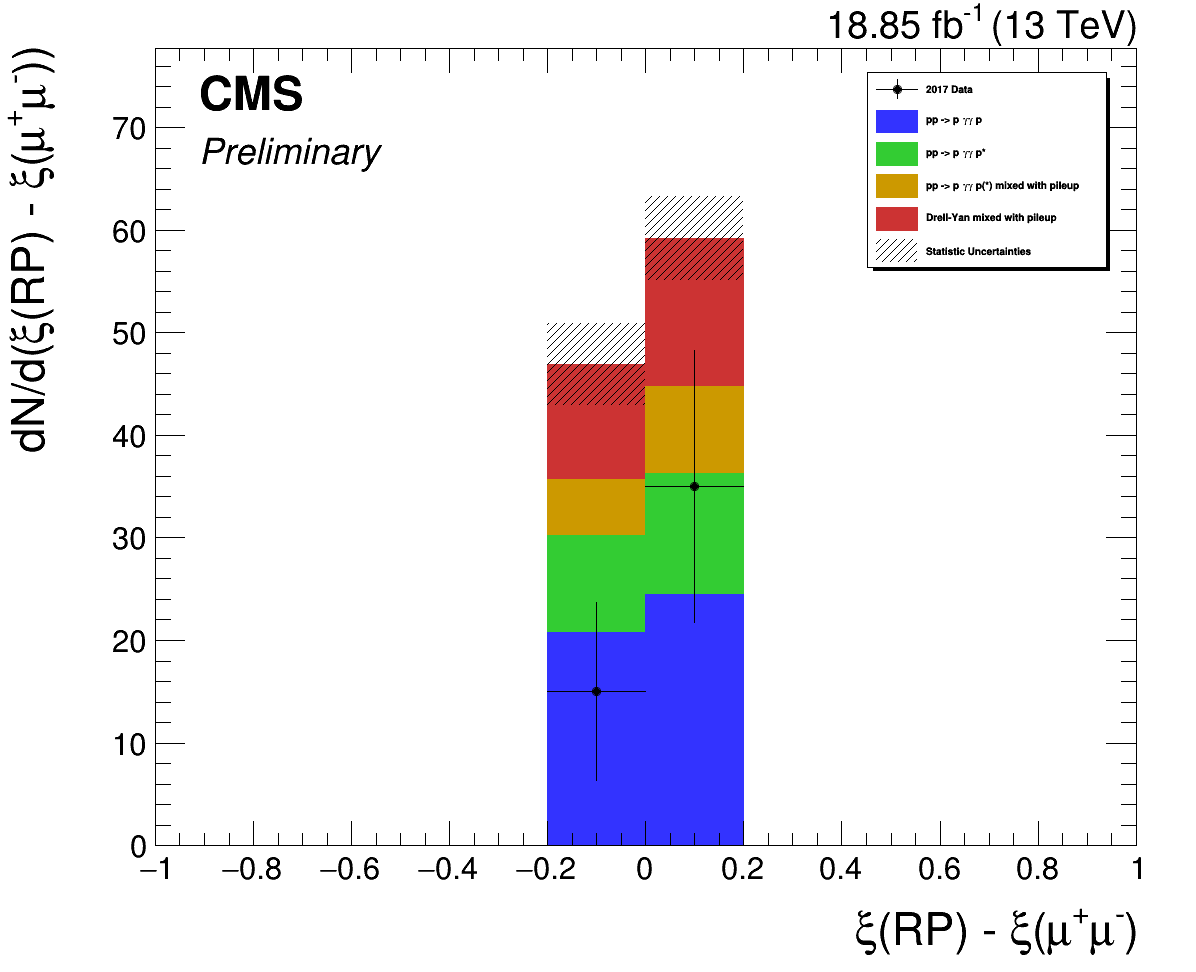 18.85 fb⁻¹ (13 TeV)
CMS
Preliminary
2017 Data
pp -> p γγ p
pp -> p γγ p*
pp -> p γγ p(*) mixed with pileup
Drell-Yan mixed with pileup
Statistic Uncertainties
dN/d(ξ(RP) - ξ(μ⁺μ⁻))
70
60
50
40
30
20
10
0
−1 −0.8 −0.6 −0.4 −0.2 0 0.2 0.4 0.6 0.8 1
ξ(RP) - ξ(μ⁺μ⁻)